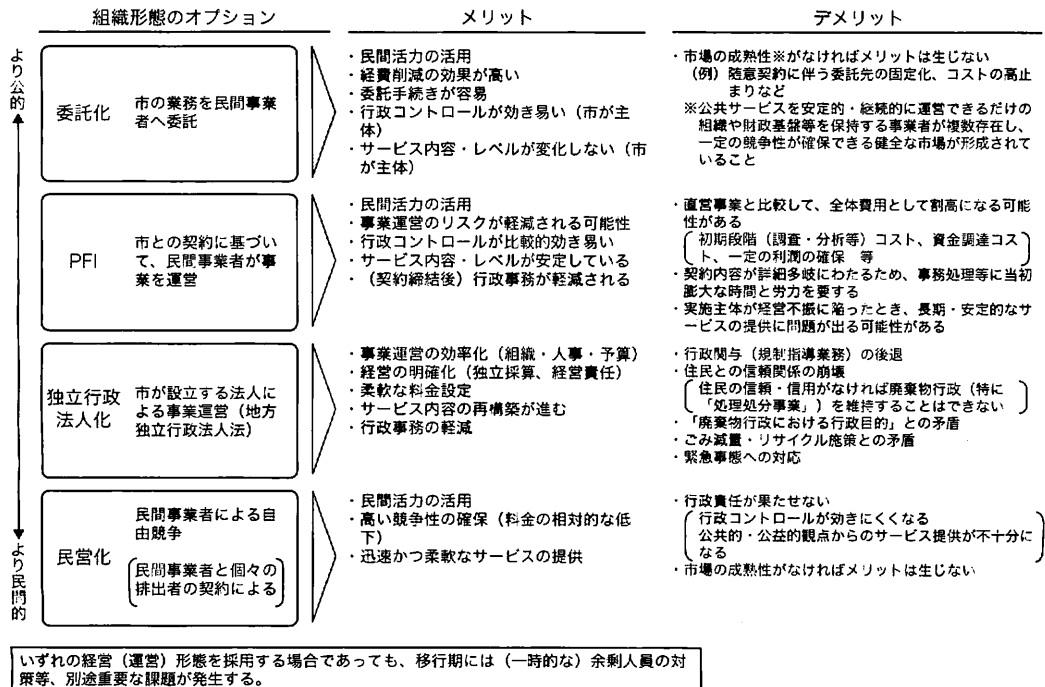 組織形態のオプション
メリット
デメリット
より公的
委託化
市の業務を民間事業
者へ委託
・民間活力の活用
・経費削減の効果が高い
・委託手続きが容易
・行政コントロールが効き易い（市が主
体）
・サービス内容・レベルが変化しない（市
が主体）
・市場の成熟性※がなければメリットは生じない
（例）随意契約に伴う委託先の固定化、コストの高止
まりなど
※公共サービスを安定的・継続的に運営できるだけの
組織や財政基盤等を保持する事業者が複数存在し、
一定の競争性が確保できる健全な市場が形成されて
いること
PFI
市との契約に基づい
て、民間事業者が事
業を運営
・民間活力の活用
・事業運営のリスクが軽減される可能性
・行政コントロールが比較的効き易い
・サービス内容・レベルが安定している
・（契約締結後）行政事務が軽減される
・直営事業と比較して、全体費用として割高になる可能
性がある
初期段階（調査・分析等）コスト、資金調達コス
ト、一定の利潤の確保　等
・契約内容が詳細多岐にわたるため、事務処理等に当初
膨大な時間と労力を要する
・実施主体が経営不振に陥ったとき、長期・安定的なサ
ービスの提供に問題が出る可能性がある
独立行政
法人化
市が設立する法人に
よる事業運営（地方
独立行政法人法）
・事業運営の効率化（組織・人事・予算）
・経営の明確化（独立採算、経営責任）
・柔軟な料金設定
・サービス内容の再構築が進む
・行政事務の軽減
・行政関与（規制指導業務）の後退
・住民との信頼関係の崩壊
住民の信頼・信用がなければ廃棄物行政（特に
「処理処分事業」）を維持することはできない
・「廃棄物行政における行政目的」との矛盾
・ごみ減量・リサイクル施策との矛盾
・緊急事態への対応
民営化
民間事業者による自
由競争
民間事業者と個々の
排出者の契約による
・民間活力の活用
・高い競争性の確保（料金の相対的な低
下）
・迅速かつ柔軟なサービスの提供
・行政責任が果たせない
行政コントロールが効きにくくなる
公共的・公益的観点からのサービス提供が不十分に
なる
・市場の成熟性がなければメリットは生じない
より民間的
いずれの経営（運営）形態を採用する場合であっても、移行期には（一時的な）余剰人員の対
策等、別途重要な課題が発生する。